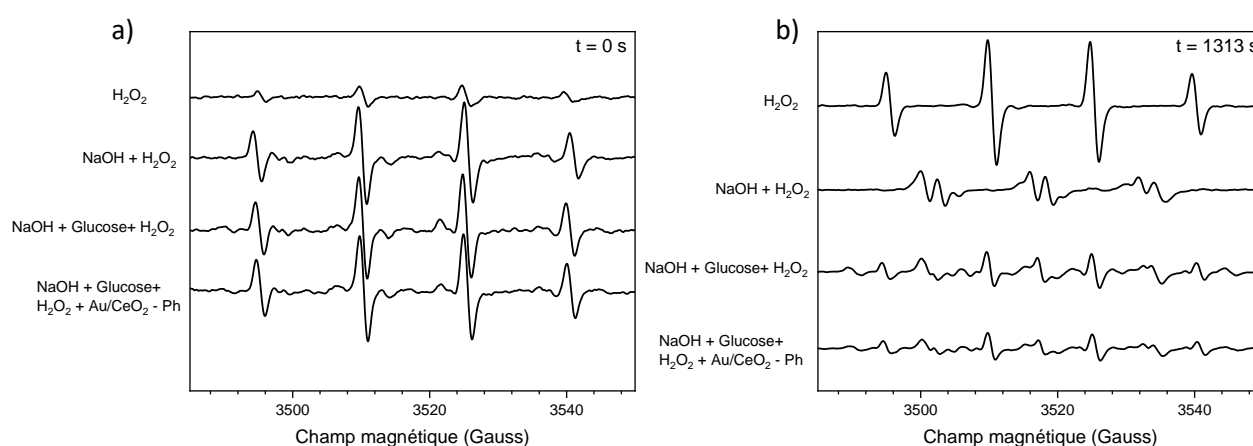 a)
t = 0 s
H₂O₂
NaOH + H₂O₂
NaOH + Glucose+ H₂O₂
NaOH + Glucose+
H₂O₂ + Au/CeO₂ - Ph
3500
3520
3540
Champ magnétique (Gauss)
b)
t = 1313 s
H₂O₂
NaOH + H₂O₂
NaOH + Glucose+ H₂O₂
NaOH + Glucose+
H₂O₂ + Au/CeO₂ - Ph
3500
3520
3540
Champ magnétique (Gauss)